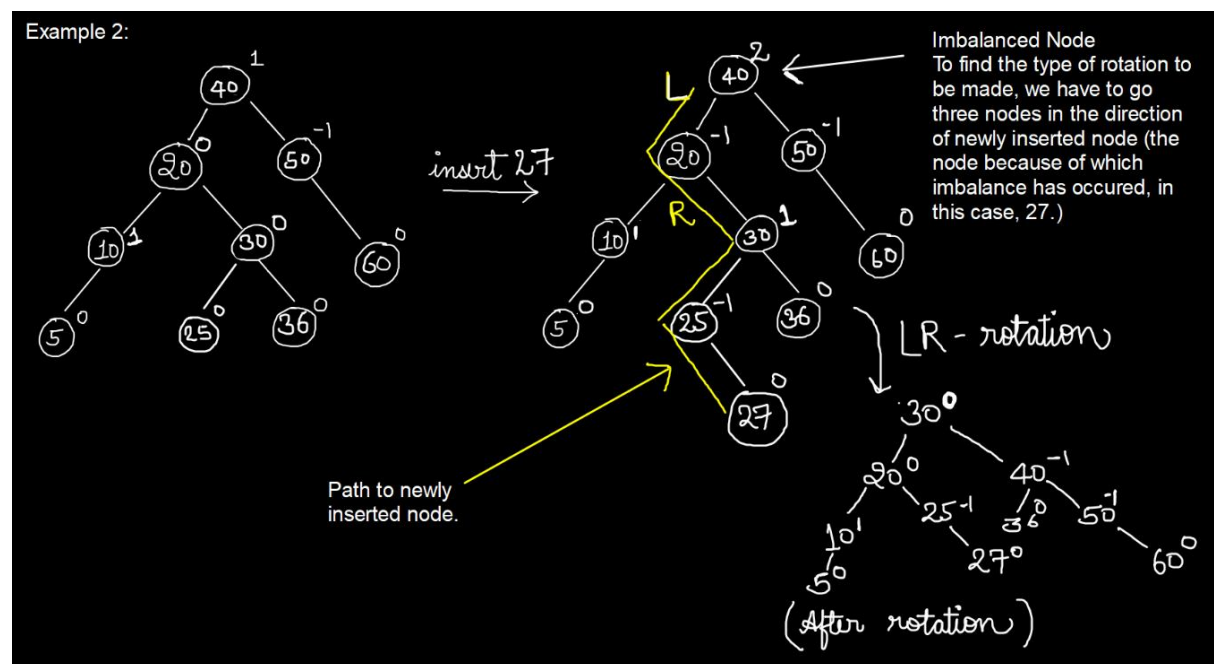 Example 2:
40 1
20 0
50 -1
10 1
30 0
60 0
5 0
25 0
36 0
insert 27
40 2
L
20 -1
50 -1
R
10 1
30 1
60 0
5 0
25 -1
36 0
27 0
Imbalanced Node
To find the type of rotation to
be made, we have to go
three nodes in the direction
of newly inserted node (the
node because of which
imbalance has occured, in
this case, 27.)
Path to newly
inserted node.
LR - rotation
30 0
20 0
40 -1
25 -1
36 0
50 -1
10 1
27 0
60 0
5 0
(After rotation)